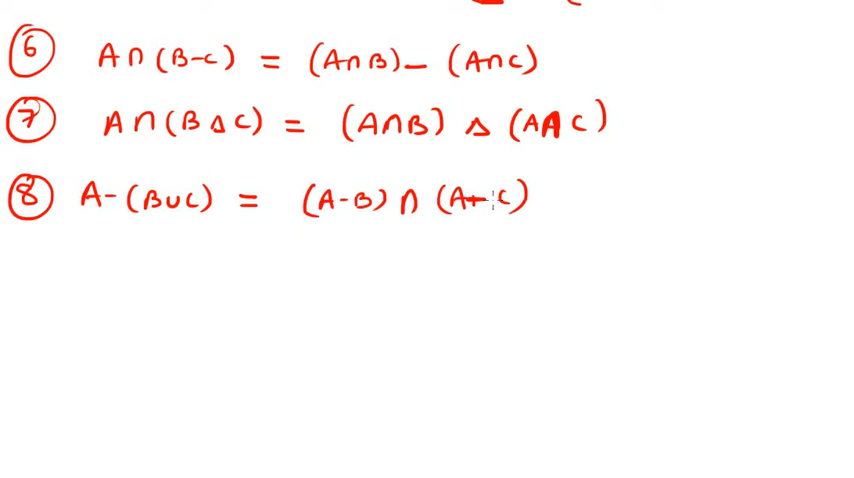 6 A∩(B-C) = (A∩B) - (A∩C)
7 A∩(B Δ C) = (A∩B) Δ (A∩C)
8 A-(B∪C) = (A-B)∩(A-C)